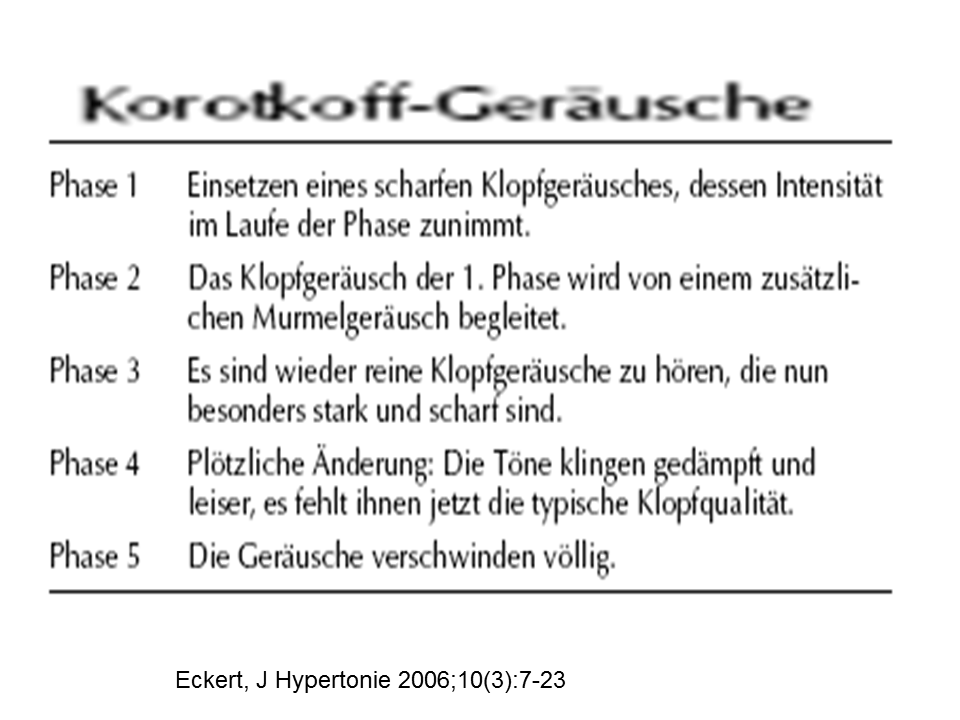 Korotkoff-Geräusche
Phase 1 Einsetzen eines scharfen Klopfgeräusches, dessen Intensität
im Laufe der Phase zunimmt.
Phase 2 Das Klopfgeräusch der 1. Phase wird von einem zusätzli-
chen Murmelgeräusch begleitet.
Phase 3 Es sind wieder reine Klopfgeräusche zu hören, die nun
besonders stark und scharf sind.
Phase 4 Plötzliche Änderung: Die Töne klingen gedämpft und
leiser, es fehlt ihnen jetzt die typische Klopfqualität.
Phase 5 Die Geräusche verschwinden völlig.
Eckert, J Hypertonie 2006;10(3):7-23